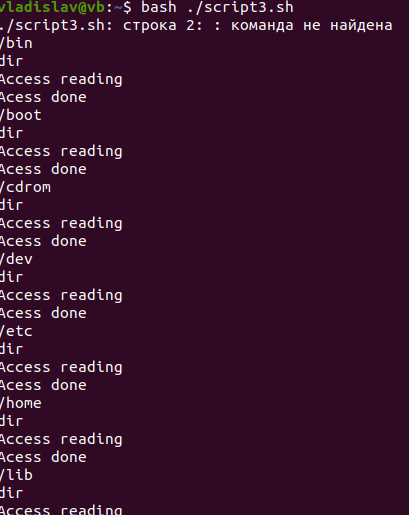 vladislav@vb:~$ bash ./script3.sh
./script3.sh: строка 2: : команда не найдена
/bin
dir
Access reading
Acess done
/boot
dir
Access reading
Acess done
/cdrom
dir
Access reading
Acess done
/dev
dir
Access reading
Acess done
/etc
dir
Access reading
Acess done
/home
dir
Access reading
Acess done
/lib
dir
Access reading